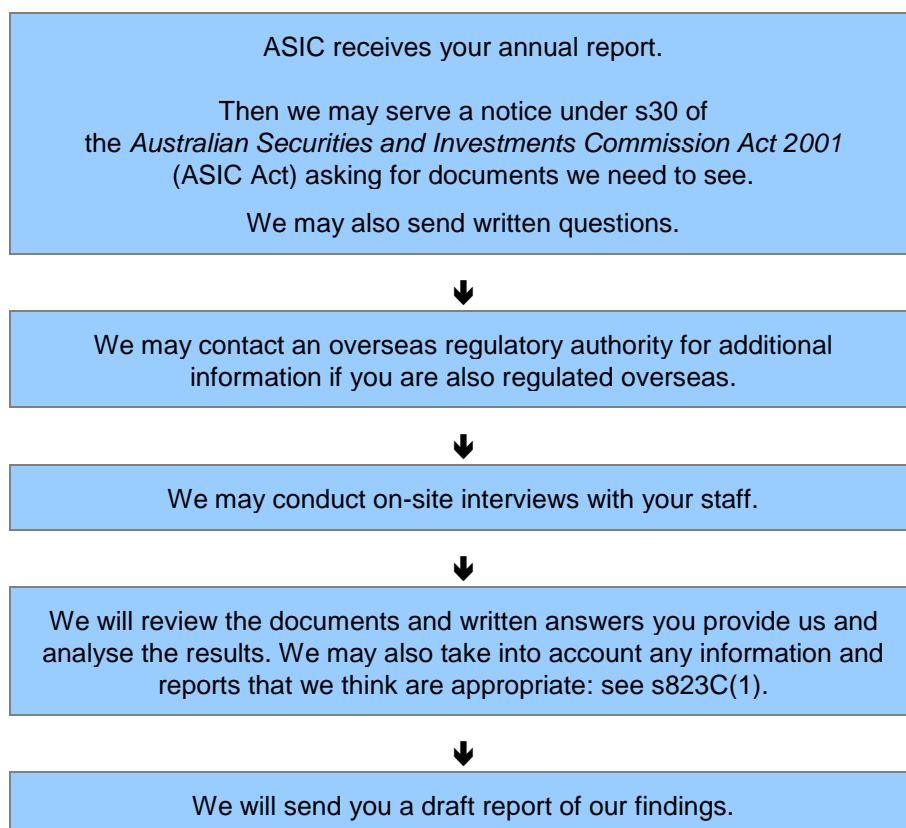 ASIC receives your annual report.
Then we may serve a notice under s30 of
the Australian Securities and Investments Commission Act 2001
(ASIC Act) asking for documents we need to see.
We may also send written questions.
We may contact an overseas regulatory authority for additional
information if you are also regulated overseas.
We may conduct on-site interviews with your staff.
We will review the documents and written answers you provide us and
analyse the results. We may also take into account any information and
reports that we think are appropriate: see s823C(1).
We will send you a draft report of our findings.